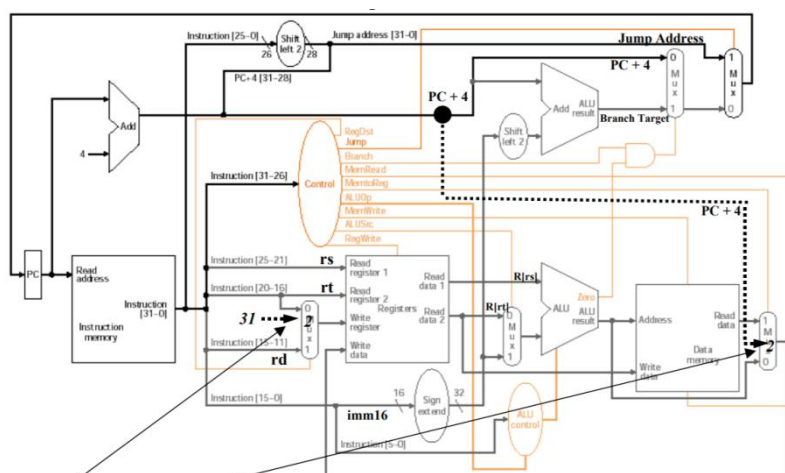 Instruction [25-0]
26
Shift
left 2
28
Jump address [31-0]
Jump Address
PC+4 [31-28]
PC + 4
0
M
u
x
1
1
M
u
x
0
Add
4
PC + 4
Add
ALU
result
Branch Target
Shift
left 2
RegDst
Jump
Branch
MemRead
MemtoReg
ALUOp
MemWrite
ALUSrc
RegWrite
Instruction [31-26]
Control
PC + 4
PC
Read
address
Instruction
[31-0]
Instruction
memory
Instruction [25-21]
rs
Instruction [20-16]
rt
31
0
2
u
x
1
[15-11]
rd
Read
register 1
Read
register 2
Registers
Write
register
Write
data
Read
data 1
Read
data 2
R[rs]
R[rt]
0
M
u
x
1
Zero
ALU
ALU
result
Address
Read
data
Write
data
Data
memory
1
M
2
0
Instruction [15-0]
imm16
16
Sign
extend
32
ALU
control
Instruction [5-0]